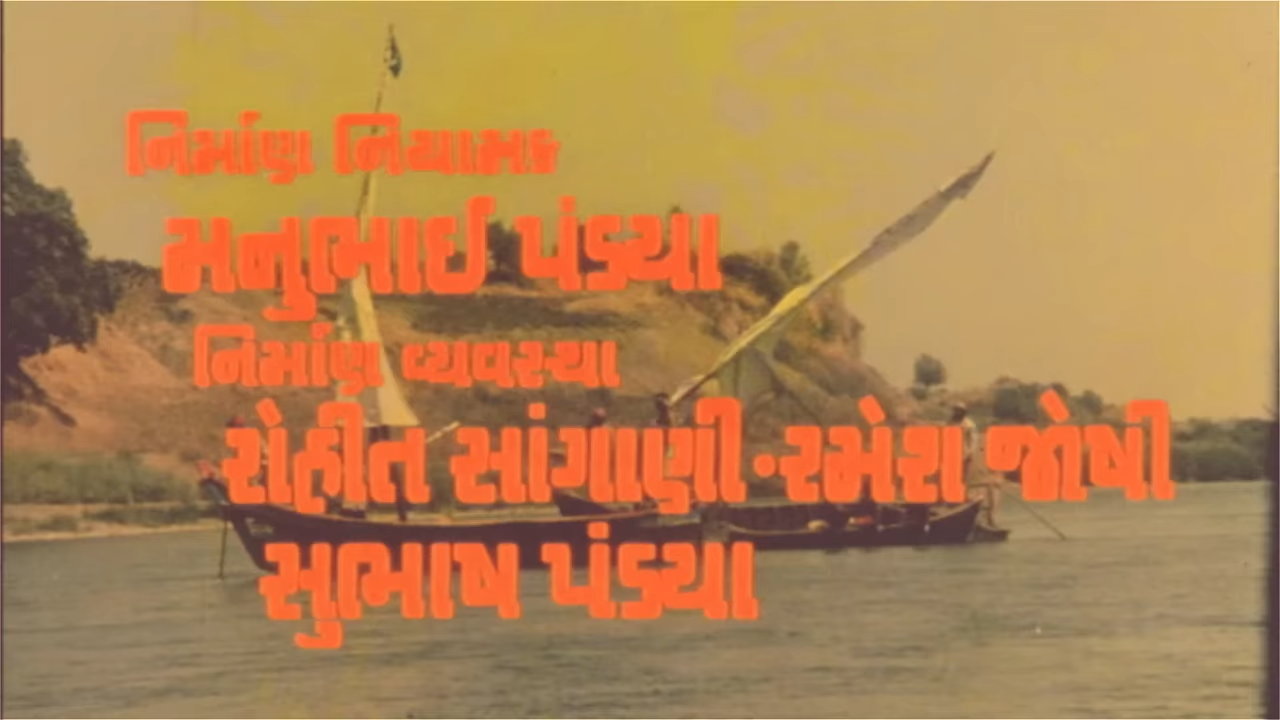 નિર્માણ નિયામક
મનુભાઈ પંડ્યા
નિર્માણ વ્યવસ્થા
રોહીત સાંગાણી·રમેશ જોષી
સુભાષ પંડ્યા